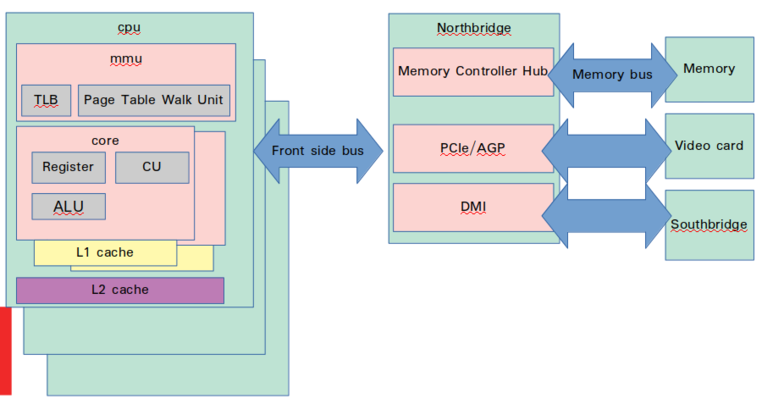 cpu
mmu
TLB
Page Table Walk Unit
core
Register
CU
ALU
L1 cache
L2 cache
Front side bus
Northbridge
Memory Controller Hub
PCIe/AGP
DMI
Memory bus
Memory
Video card
Southbridge